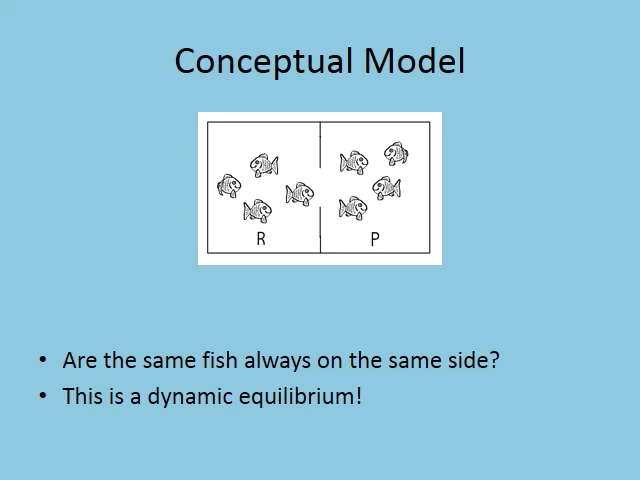 Conceptual Model
R P
• Are the same fish always on the same side?
• This is a dynamic equilibrium!